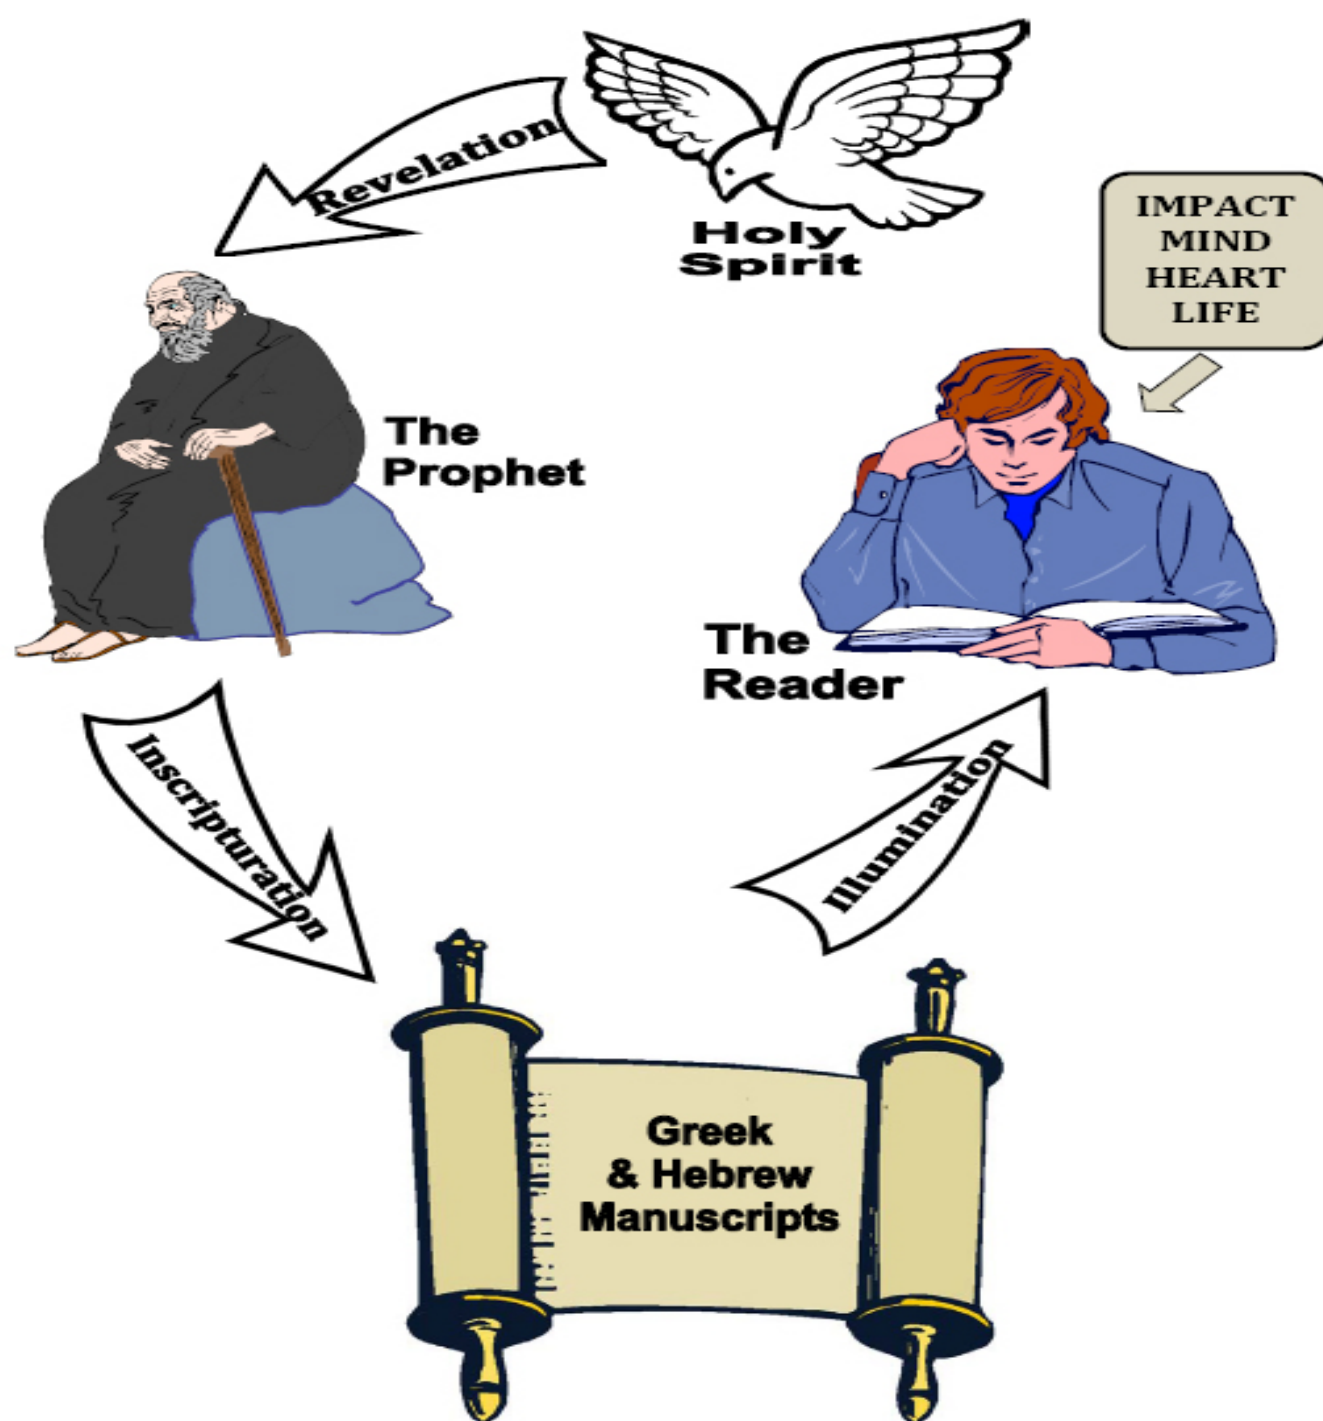 Revelation
Holy
Spirit
IMPACT
MIND
HEART
LIFE
The
Prophet
The
Reader
Inscripturation
Illumination
Greek
& Hebrew
Manuscripts